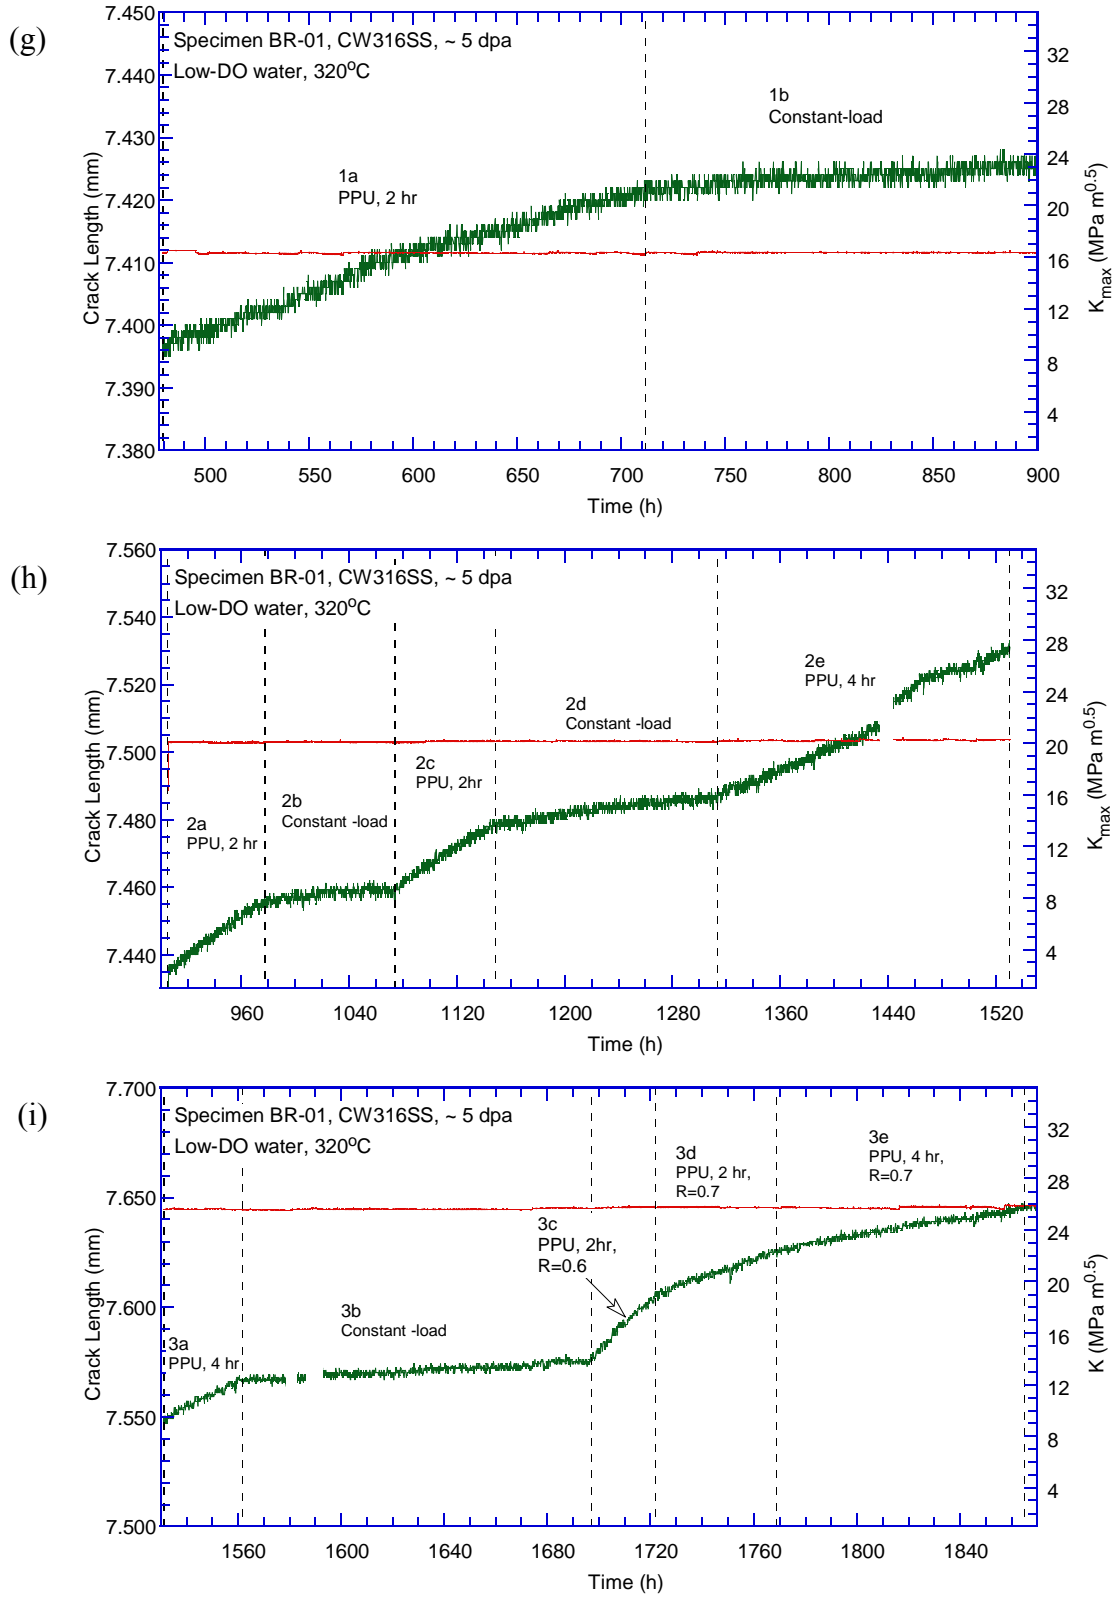 (g)
7.450
7.440
7.430
7.420
7.410
7.400
7.390
7.380
Crack Length (mm)
Specimen BR-01, CW316SS, ~ 5 dpa
Low-DO water, 320°C
1a
PPU, 2 hr
1b
Constant-load
32
28
24
20
16
12
8
4
K_max (MPa m^0.5)
500 550 600 650 700 750 800 850 900
Time (h)
(h)
7.560
7.540
7.520
7.500
7.480
7.460
7.440
Crack Length (mm)
Specimen BR-01, CW316SS, ~ 5 dpa
Low-DO water, 320°C
2a
PPU, 2 hr
2b
Constant -load
2c
PPU, 2hr
2d
Constant -load
2e
PPU, 4 hr
32
28
24
20
16
12
8
4
K_max (MPa m^0.5)
960 1040 1120 1200 1280 1360 1440 1520
Time (h)
(i)
7.700
7.650
7.600
7.550
7.500
Crack Length (mm)
Specimen BR-01, CW316SS, ~ 5 dpa
Low-DO water, 320°C
3a
PPU, 4 hr
3b
Constant -load
3c
PPU, 2hr,
R=0.6
3d
PPU, 2 hr,
R=0.7
3e
PPU, 4 hr,
R=0.7
32
28
24
20
16
12
8
4
K (MPa m^0.5)
1560 1600 1640 1680 1720 1760 1800 1840
Time (h)